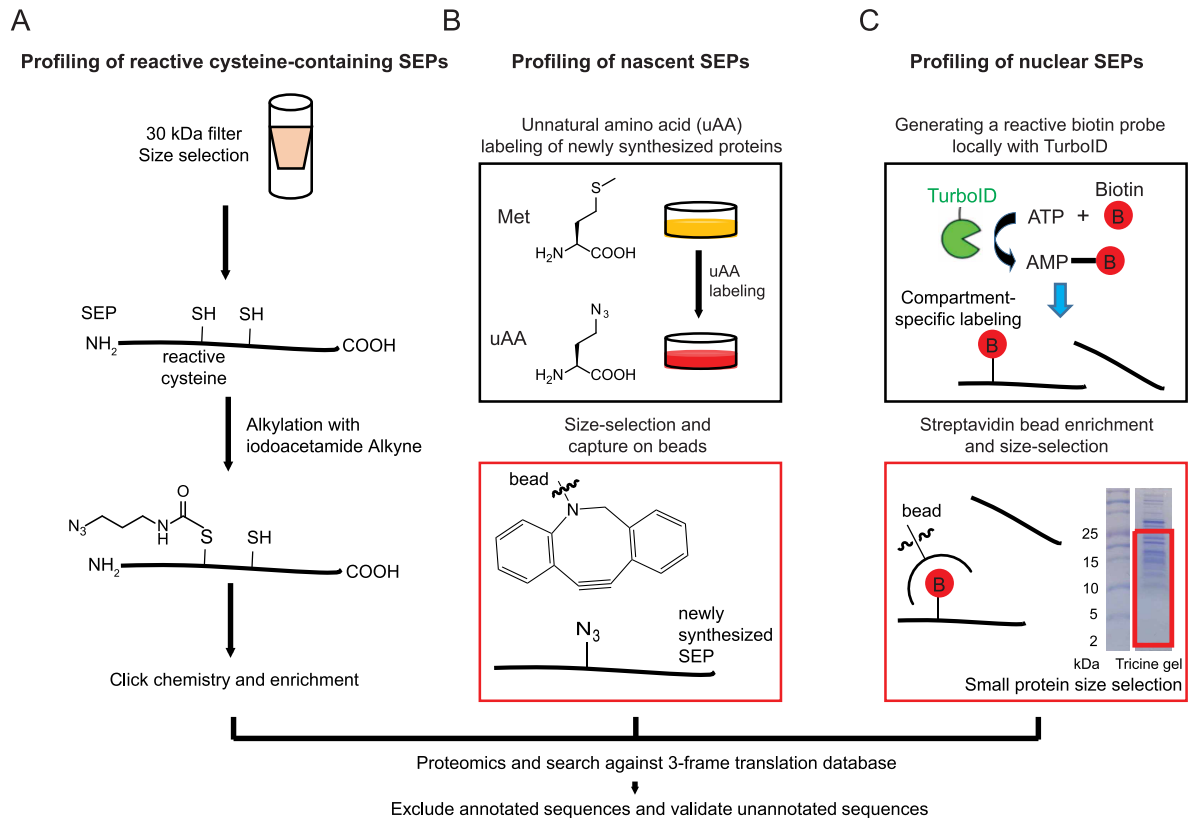 A
Profiling of reactive cysteine-containing SEPs
30 kDa filter
Size selection
SEP
SH
SH
NH2
COOH
reactive
cysteine
Alkylation with
iodoacetamide Alkyne
O
N3
N
H
S
SH
NH2
COOH
Click chemistry and enrichment
B
Profiling of nascent SEPs
Unnatural amino acid (uAA)
labeling of newly synthesized proteins
Met
S
H2N
COOH
uAA
labeling
N3
uAA
H2N
COOH
Size-selection and
capture on beads
bead
N
N3
newly
synthesized
SEP
C
Profiling of nuclear SEPs
Generating a reactive biotin probe
locally with TurboID
TurboID
Biotin
ATP + B
AMP B
Compartment-
specific labeling
B
Streptavidin bead enrichment
and size-selection
bead
B
25
15
10
5
2
kDa Tricine gel
Small protein size selection
Proteomics and search against 3-frame translation database
Exclude annotated sequences and validate unannotated sequences